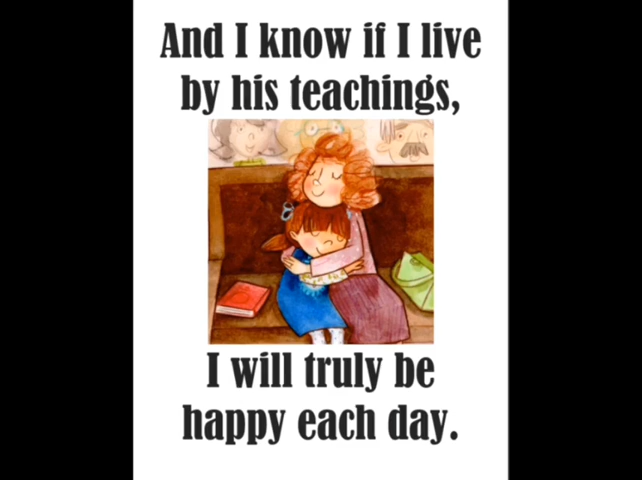 And I know if I live
by his teachings,
I will truly be
happy each day.